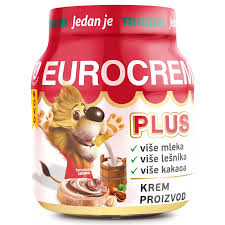 Jedan je
EUROCREM
PLUS
✓ više mleka
✓ više lešnika
✓ više kakaoa
KREM
PROIZVOD